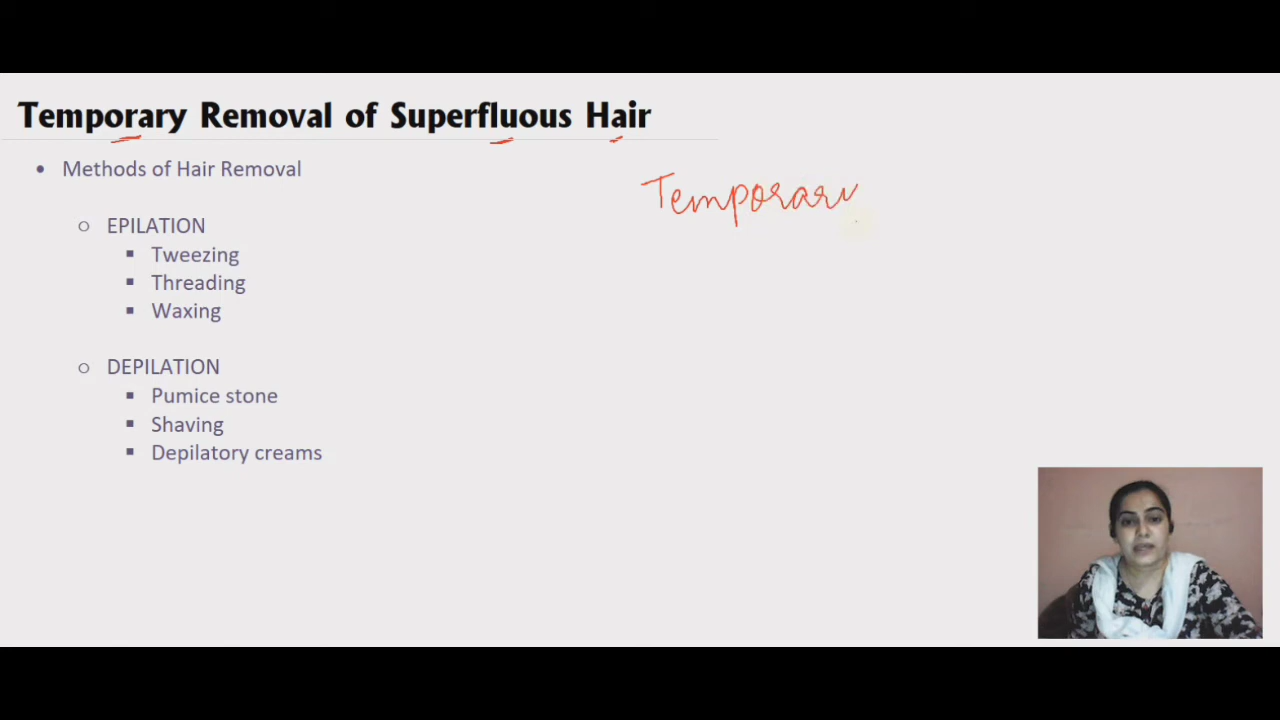 Temporary Removal of Superfluous Hair
• Methods of Hair Removal
Temporar
○ EPILATION
▪ Tweezing
▪ Threading
▪ Waxing
○ DEPILATION
▪ Pumice stone
▪ Shaving
▪ Depilatory creams